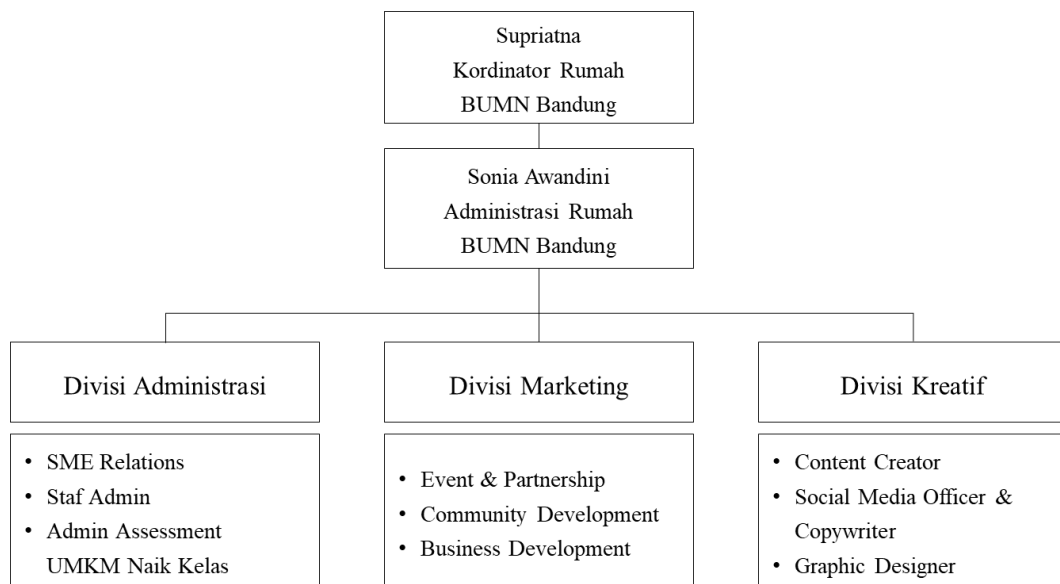 Supriatna
Kordinator Rumah
BUMN Bandung
Sonia Awandini
Administrasi Rumah
BUMN Bandung
Divisi Administrasi
• SME Relations
• Staf Admin
• Admin Assessment
UMKM Naik Kelas
Divisi Marketing
• Event & Partnership
• Community Development
• Business Development
Divisi Kreatif
• Content Creator
• Social Media Officer &
Copywriter
• Graphic Designer